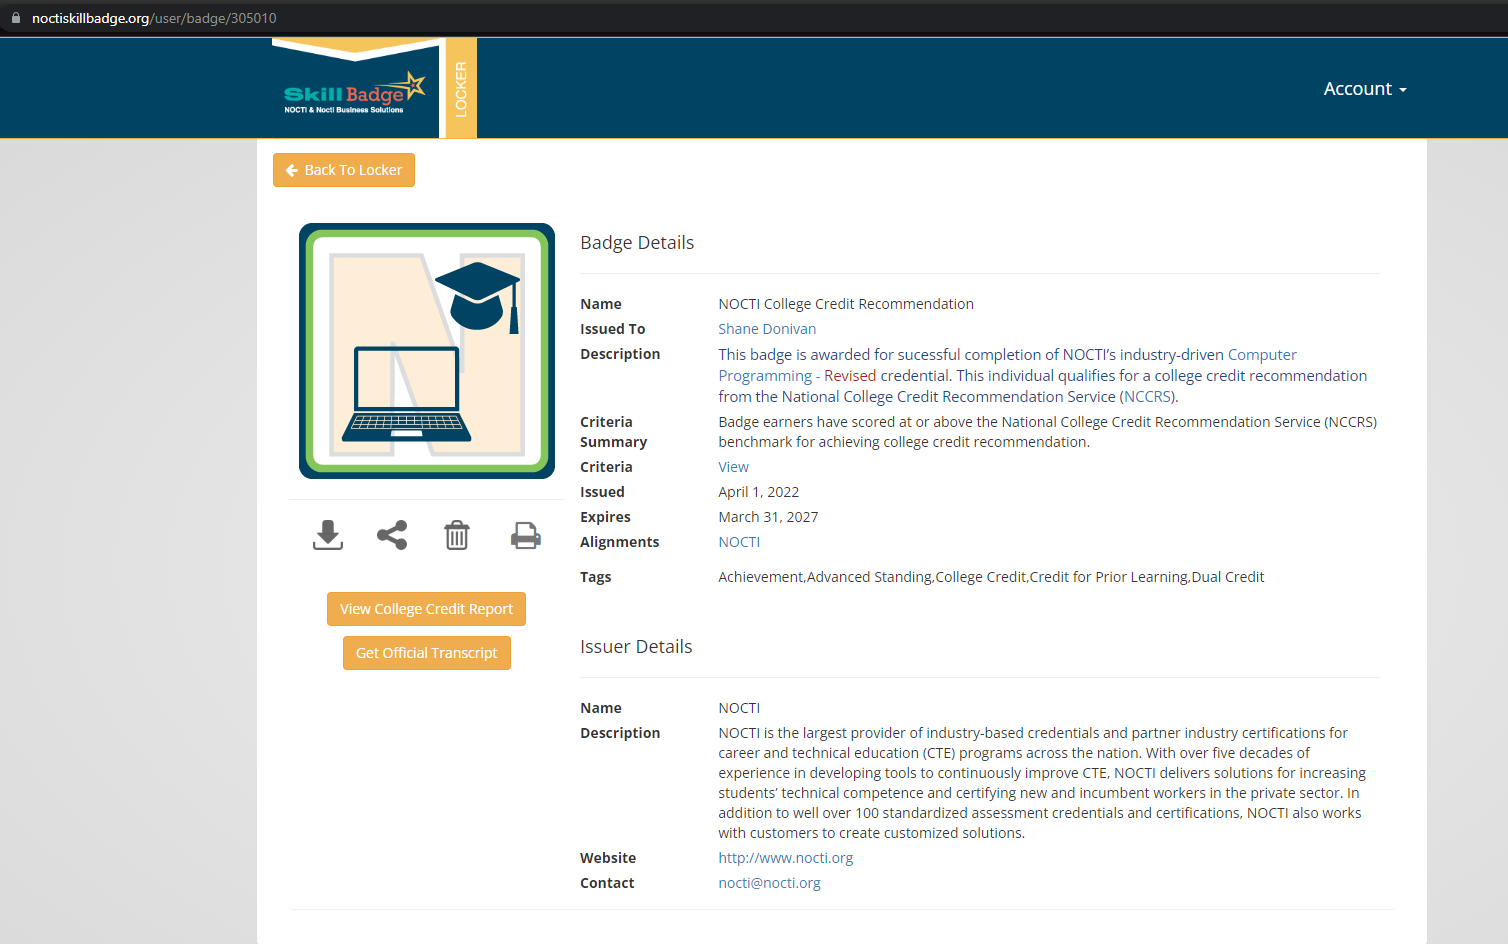 noctiskillbadge.org/user/badge/305010
Skill Badge
NOCTI & Nocti Business Solutions
LOCKER
Account
Back To Locker
N
Badge Details
Name NOCTI College Credit Recommendation
Issued To Shane Donivan
Description This badge is awarded for sucessful completion of NOCTI's industry-driven Computer
Programming - Revised credential. This individual qualifies for a college credit recommendation
from the National College Credit Recommendation Service (NCCRS).
Criteria Badge earners have scored at or above the National College Credit Recommendation Service (NCCRS)
Summary benchmark for achieving college credit recommendation.
Criteria View
Issued April 1, 2022
Expires March 31, 2027
Alignments NOCTI
Tags Achievement,Advanced Standing,College Credit,Credit for Prior Learning,Dual Credit
View College Credit Report
Get Official Transcript
Issuer Details
Name NOCTI
Description NOCTI is the largest provider of industry-based credentials and partner industry certifications for
career and technical education (CTE) programs across the nation. With over five decades of
experience in developing tools to continuously improve CTE, NOCTI delivers solutions for increasing
students' technical competence and certifying new and incumbent workers in the private sector. In
addition to well over 100 standardized assessment credentials and certifications, NOCTI also works
with customers to create customized solutions.
Website http://www.nocti.org
Contact nocti@nocti.org